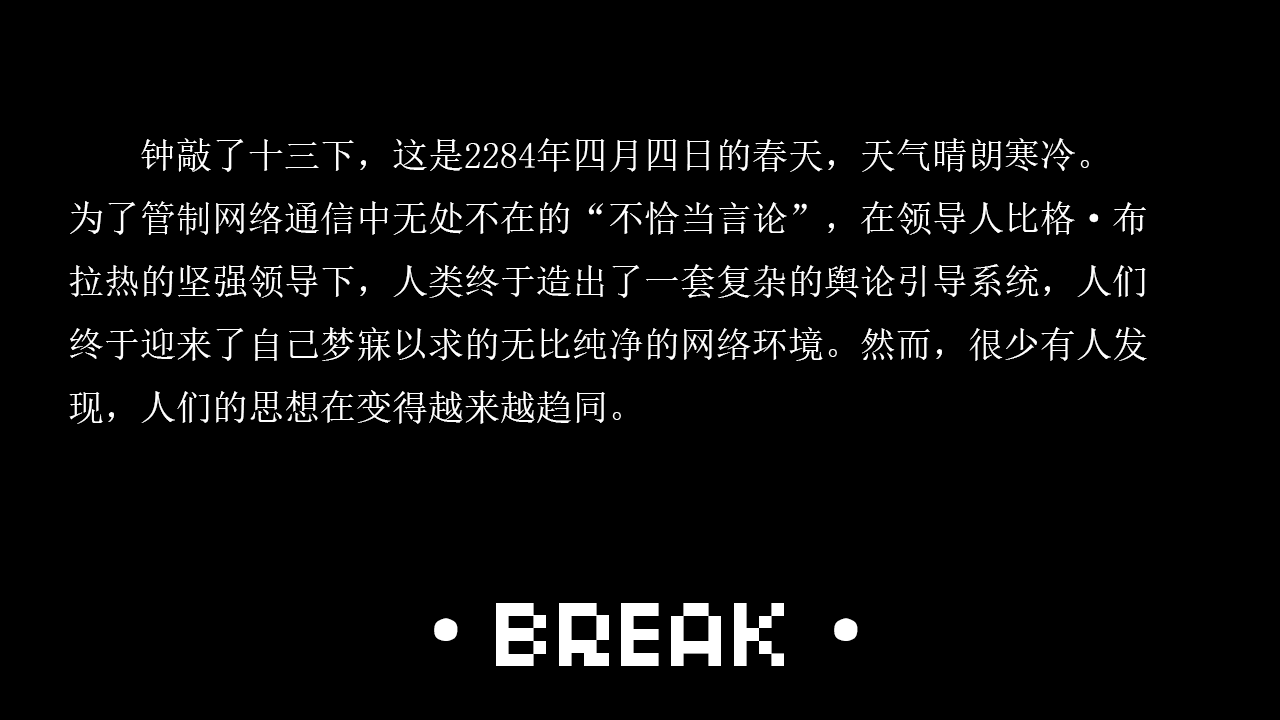 钟敲了十三下，这是2284年四月四日的春天，天气晴朗寒冷。
为了管制网络通信中无处不在的“不恰当言论”，在领导人比格·布
拉热的坚强领导下，人类终于造出了一套复杂的舆论引导系统，人们
终于迎来了自己梦寐以求的无比纯净的网络环境。然而，很少有人发
现，人们的思想在变得越来越趋同。
• BREAK •